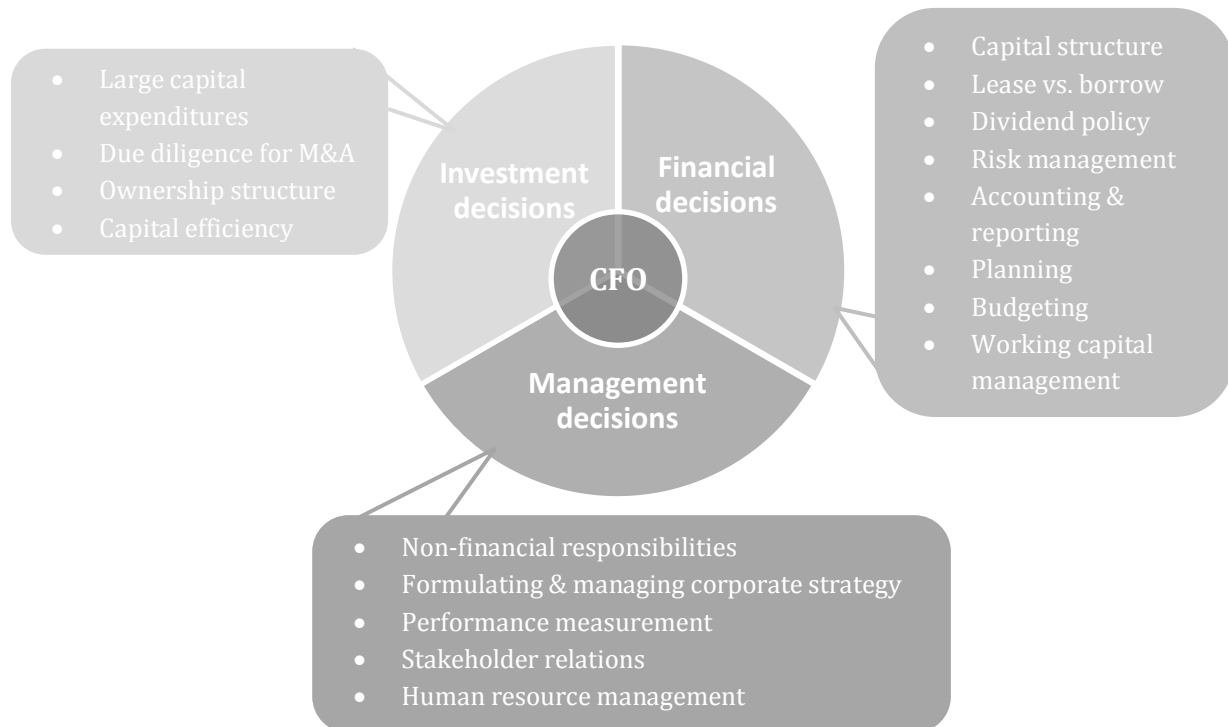 • Large capital
expenditures
• Due diligence for M&A
• Ownership structure
• Capital efficiency
Investment
decisions
Financial
decisions
CFO
Management
decisions
• Capital structure
• Lease vs. borrow
• Dividend policy
• Risk management
• Accounting &
reporting
• Planning
• Budgeting
• Working capital
management
• Non-financial responsibilities
• Formulating & managing corporate strategy
• Performance measurement
• Stakeholder relations
• Human resource management